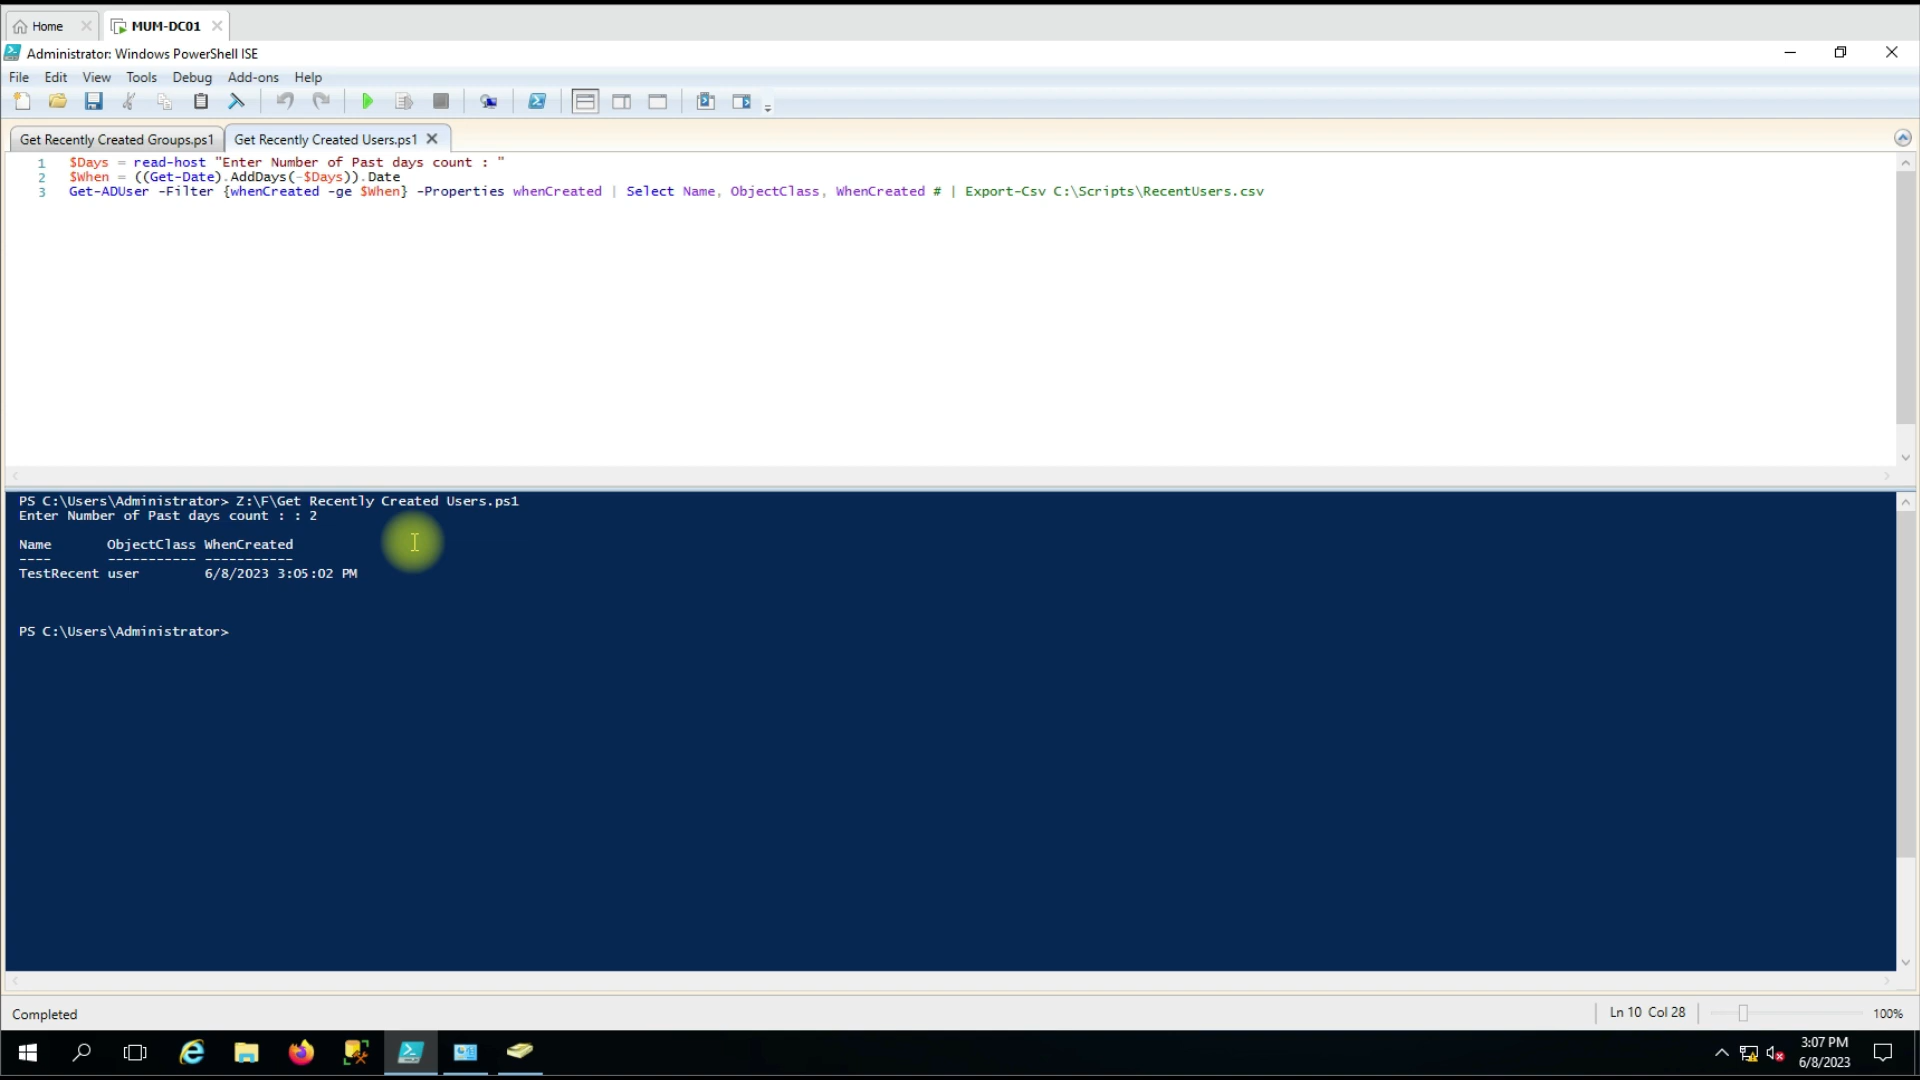 Home
MUM-DC01
Administrator: Windows PowerShell ISE
File Edit View Tools Debug Add-ons Help
Get Recently Created Groups.ps1 Get Recently Created Users.ps1
1 $Days = read-host "Enter Number of Past days count : "
2 $When = ((Get-Date).AddDays(-$Days)).Date
3 Get-ADUser -Filter {whenCreated -ge $When} -Properties whenCreated | Select Name, ObjectClass, WhenCreated # | Export-Csv C:\Scripts\RecentUsers.csv
PS C:\Users\Administrator> Z:\F\Get Recently Created Users.ps1
Enter Number of Past days count : : 2
Name ObjectClass WhenCreated
---- ----------- -----------
TestRecent user 6/8/2023 3:05:02 PM
PS C:\Users\Administrator>
Completed
Ln 10 Col 28
100%
3:07 PM
6/8/2023